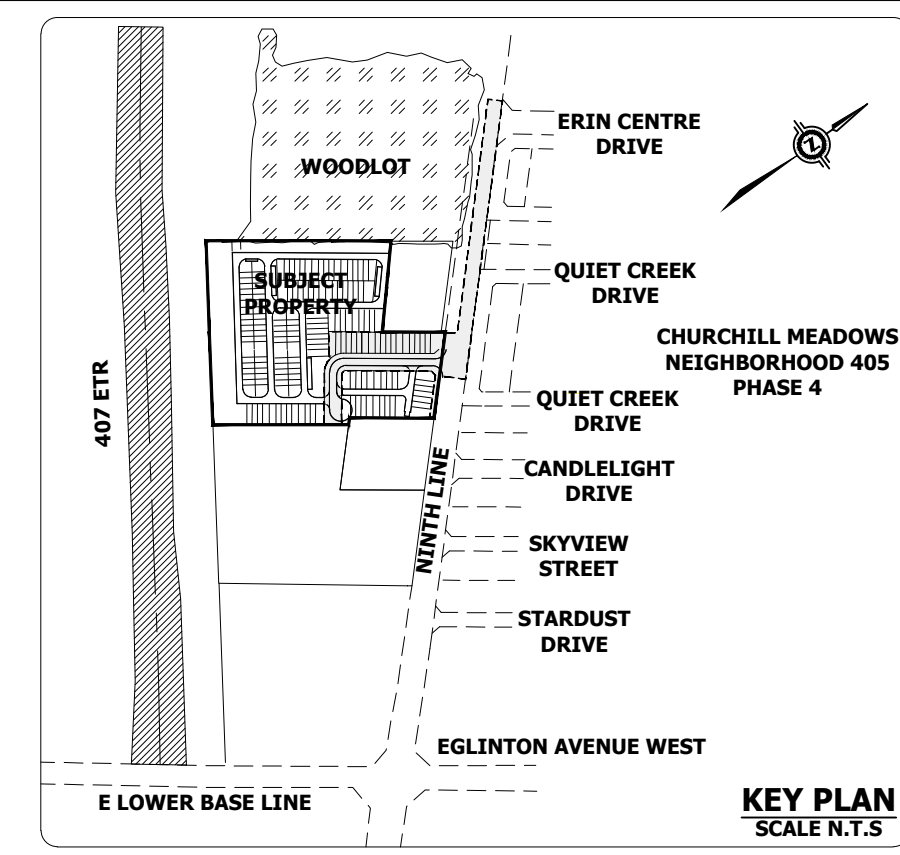 ERIN CENTRE
DRIVE
WOODLOT
N
SUBJECT
PROPERTY
QUIET CREEK
DRIVE
CHURCHILL MEADOWS
NEIGHBORHOOD 405
PHASE 4
407 ETR
QUIET CREEK
DRIVE
NINTH LINE
CANDLELIGHT
DRIVE
SKYVIEW
STREET
STARDUST
DRIVE
EGLINTON AVENUE WEST
E LOWER BASE LINE
KEY PLAN
SCALE N.T.S